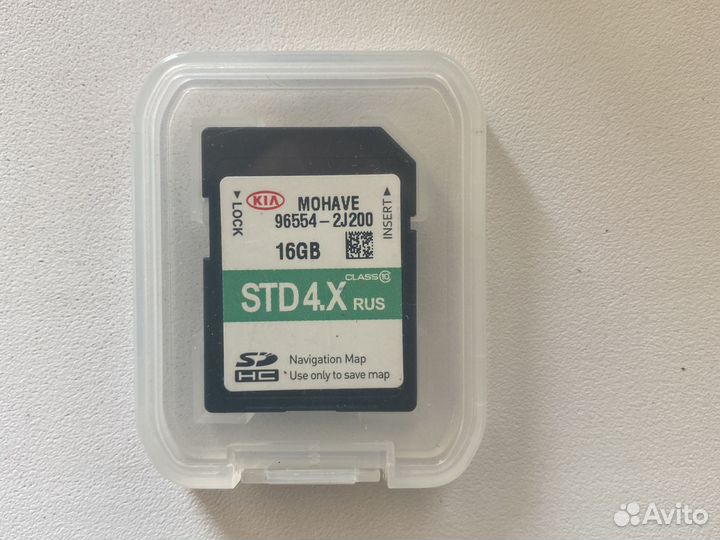 KIA MOHAVE
96554-2J200
16GB
LOCK
INSERT
CLASS 10
STD4.X RUS
SD HC
Navigation Map
Use only to save map
Avito